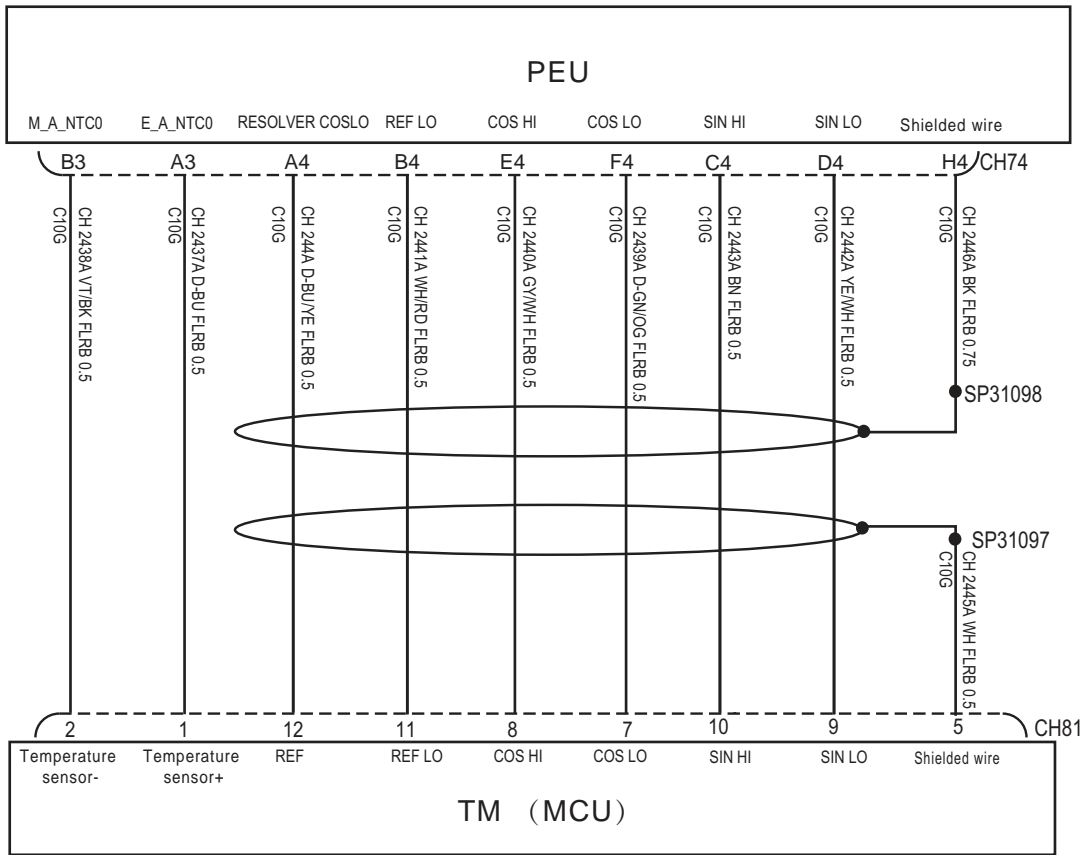 PEU
M_A_NTC0 E_A_NTC0 RESOLVER COSLO REF LO COS HI COS LO SIN HI SIN LO Shielded wire
B3 A3 A4 B4 E4 F4 C4 D4 H4 CH74
CH 2438A VT/BK FLRB 0.5
C10G
CH 2437A D-BU FLRB 0.5
C10G
CH 244A D-BU/YE FLRB 0.5
C10G
CH 2441A WH/RD FLRB 0.5
C10G
CH 2440A GY/WH FLRB 0.5
C10G
CH 2439A D-GN/OG FLRB 0.5
C10G
CH 2443A BN FLRB 0.5
C10G
CH 2442A YE/WH FLRB 0.5
C10G
CH 2446A BK FLRB 0.75
C10G
SP31098
SP31097
CH 2445A WH FLRB 0.5
C10G
2 1 12 11 8 7 10 9 5 CH81
Temperature Temperature REF REF LO COS HI COS LO SIN HI SIN LO Shielded wire
sensor- sensor+
TM （MCU）